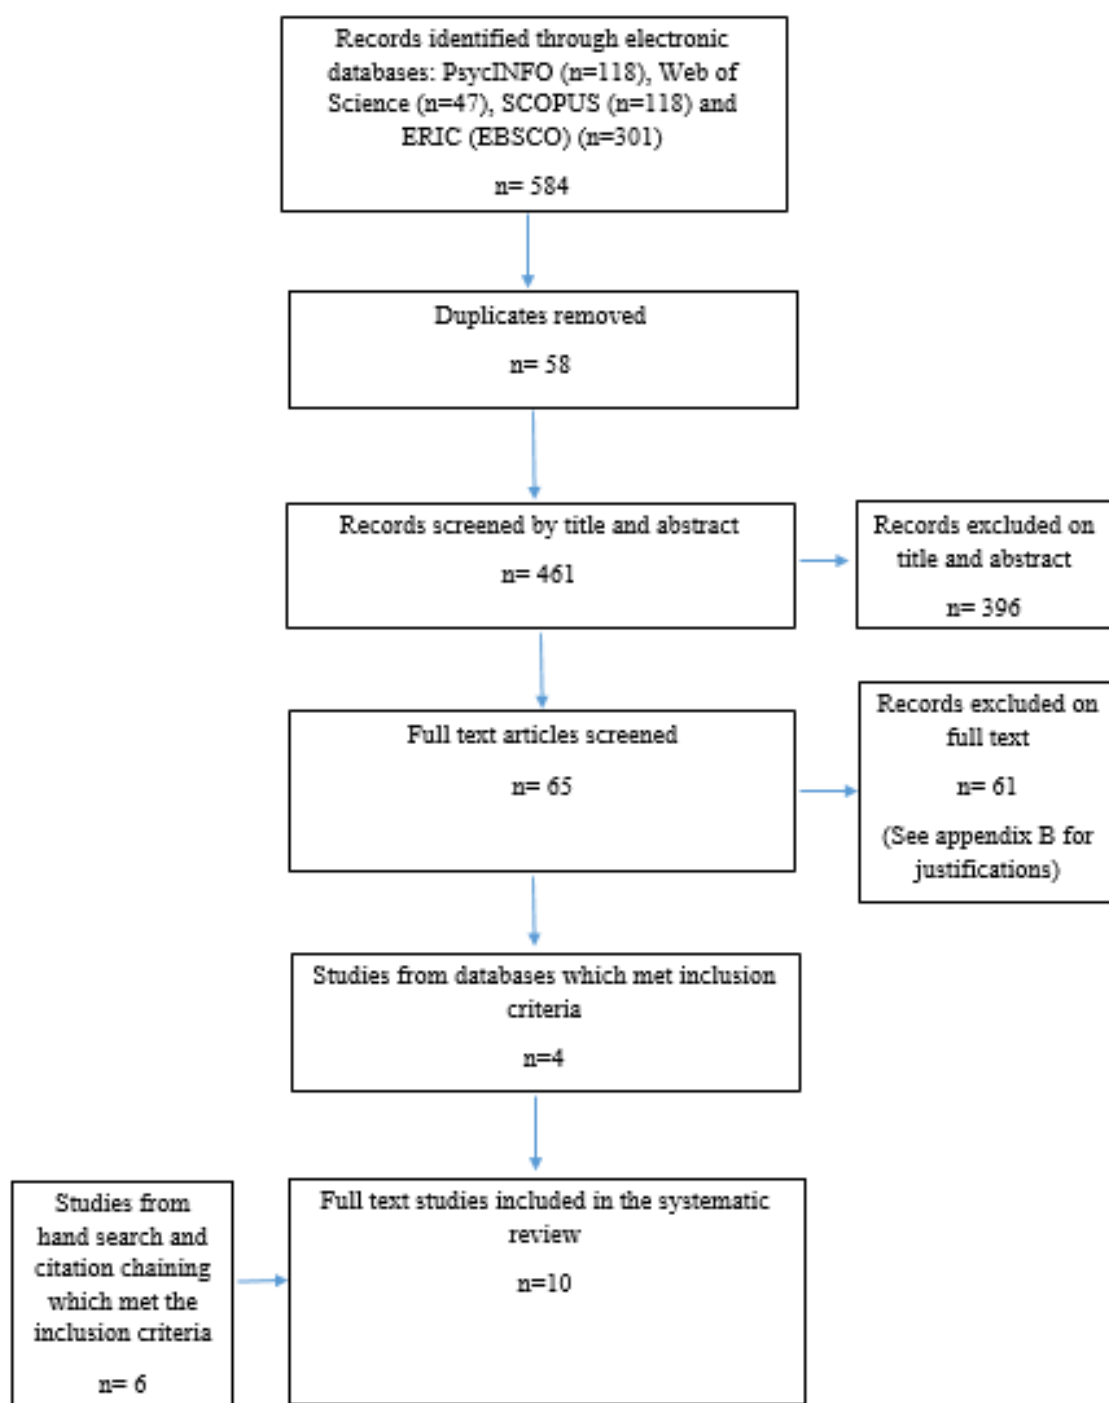 Records identified through electronic
databases: PsycINFO (n=118), Web of
Science (n=47), SCOPUS (n=118) and
ERIC (EBSCO) (n=301)
n= 584
Duplicates removed
n= 58
Records screened by title and abstract
n= 461
Records excluded on
title and abstract
n= 396
Full text articles screened
n= 65
Records excluded on
full text
n= 61
(See appendix B for
justifications)
Studies from databases which met inclusion
criteria
n=4
Studies from
hand search and
citation chaining
which met the
inclusion criteria
n= 6
Full text studies included in the systematic
review
n=10